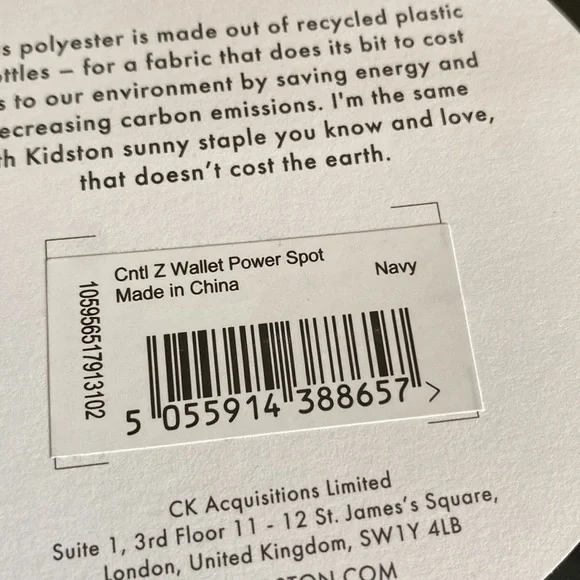 polyester is made out of recycled plastic
– for a fabric that does its bit to cost
to our environment by saving energy and
decreasing carbon emissions. I'm the same
Kidston sunny staple you know and love,
that doesn't cost the earth.
Cntl Z Wallet Power Spot
Navy
Made in China
105956517913102
5 055914 388657 >
CK Acquisitions Limited
Suite 1, 3rd Floor 11 - 12 St. James's Square,
London, United Kingdom, SW1Y 4LB